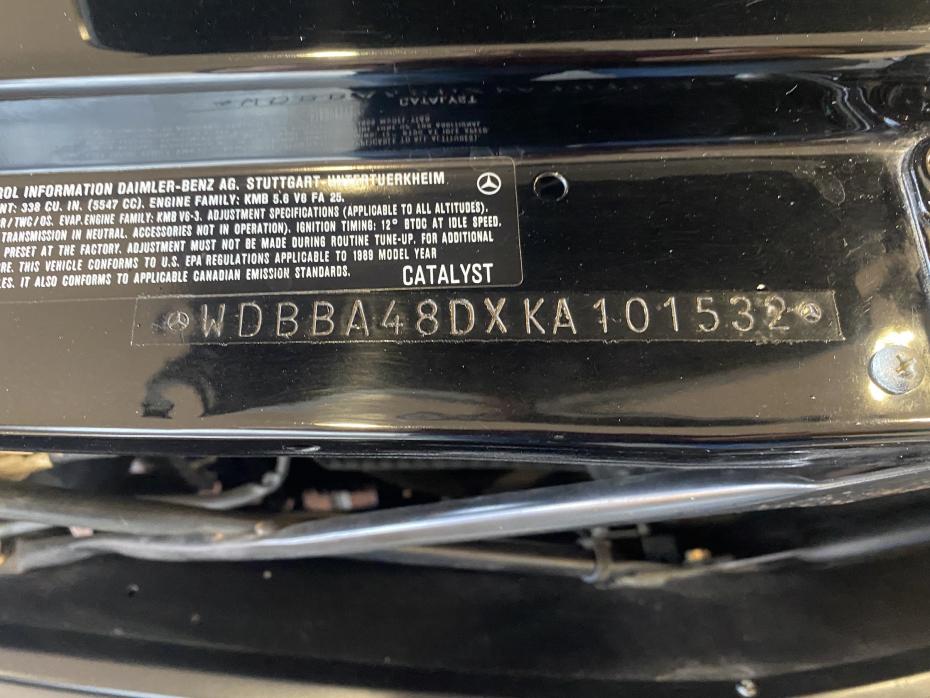 ROL INFORMATION DAIMLER-BENZ AG. STUTTGART-UNTERTUERKHEIM
NT: 338 CU. IN. (5547 CC). ENGINE FAMILY: KMB 5.6 V6 FA 25.
R/TWC/OS. EVAP. ENGINE FAMILY: KMB V6-3. ADJUSTMENT SPECIFICATIONS (APPLICABLE TO ALL ALTITUDES).
TRANSMISSION IN NEUTRAL. ACCESSORIES NOT IN OPERATION). IGNITION TIMING: 12° BTDC AT IDLE SPEED.
PRESET AT THE FACTORY. ADJUSTMENT MUST NOT BE MADE DURING ROUTINE TUNE-UP. FOR ADDITIONAL
RE. THIS VEHICLE CONFORMS TO U.S. EPA REGULATIONS APPLICABLE TO 1989 MODEL YEAR
ES. IT ALSO CONFORMS TO APPLICABLE CANADIAN EMISSION STANDARDS.
CATALYST
WDBBA48DXKA101532